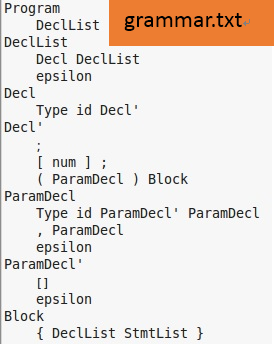 grammar.txt
Program
    DeclList
DeclList
    Decl DeclList
    epsilon
Decl
    Type id Decl'
Decl'
    ;
    [ num ] ;
    ( ParamDecl ) Block
ParamDecl
    Type id ParamDecl' ParamDecl
    , ParamDecl
    epsilon
ParamDecl'
    []
    epsilon
Block
    { DeclList StmtList }